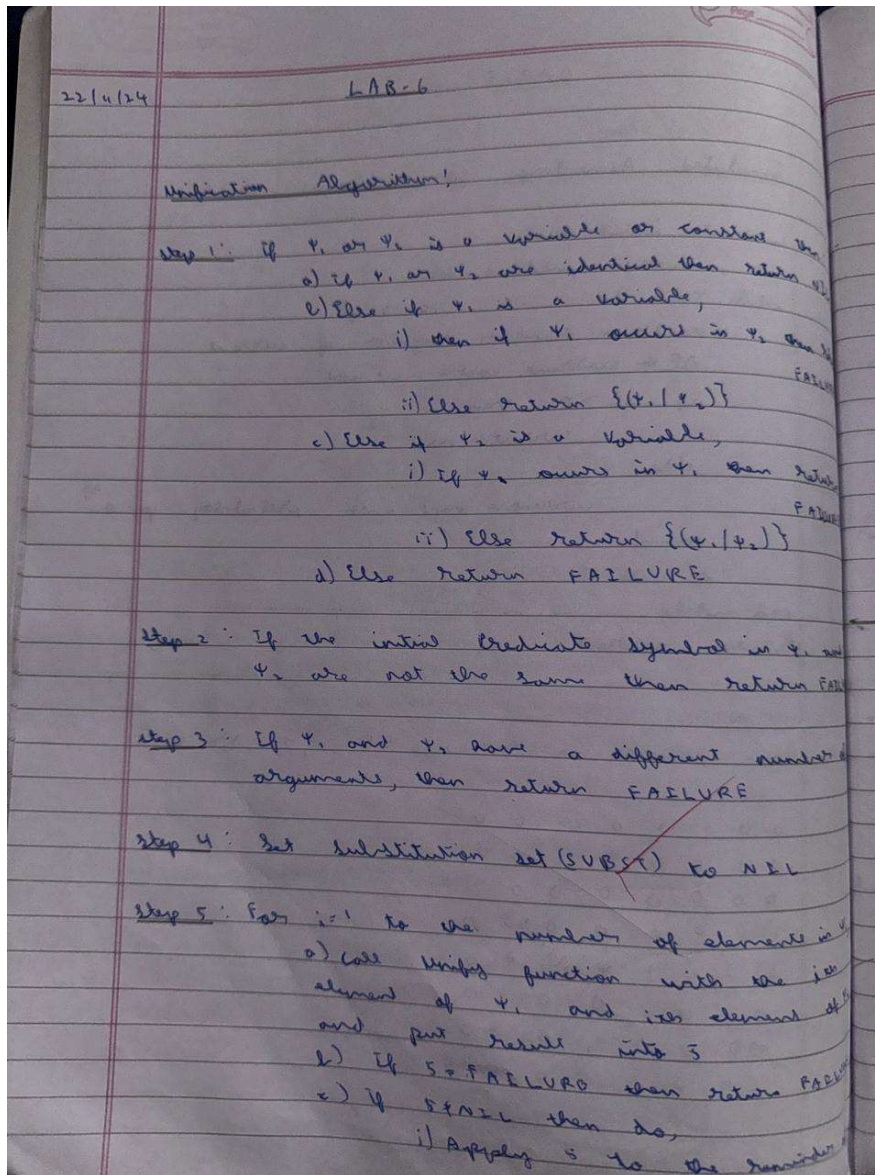 Page
22/11/24
LAB-6
Unification Algorithm!
Step 1: If Ψ₁ or Ψ₂ is a variable or constant then
a) If Ψ₁ or Ψ₂ are identical then return NIL
b) Else if Ψ₁ is a variable,
i) then if Ψ₁ occurs in Ψ₂ then
FAILURE
ii) Else return {(Ψ₁/Ψ₂)}
c) Else if Ψ₂ is a variable,
i) If Ψ₂ occurs in Ψ₁ then return
FAILURE
ii) Else return {(Ψ₁/Ψ₂)}
d) Else return FAILURE
Step 2: If the initial Predicate symbol in Ψ₁ and
Ψ₂ are not the same then return FAIL
Step 3: If Ψ₁ and Ψ₂ have a different number of
arguments, then return FAILURE
Step 4: Set substitution set (SUBST) to NIL
Step 5: For i=1 to the number of elements in Ψ₁
a) Call Unify function with the ith
element of Ψ₁ and ith element of Ψ₂
and put result into S
b) If S = FAILURE then return FAILURE
c) If S ≠ NIL then do,
i) Apply S to the remainder